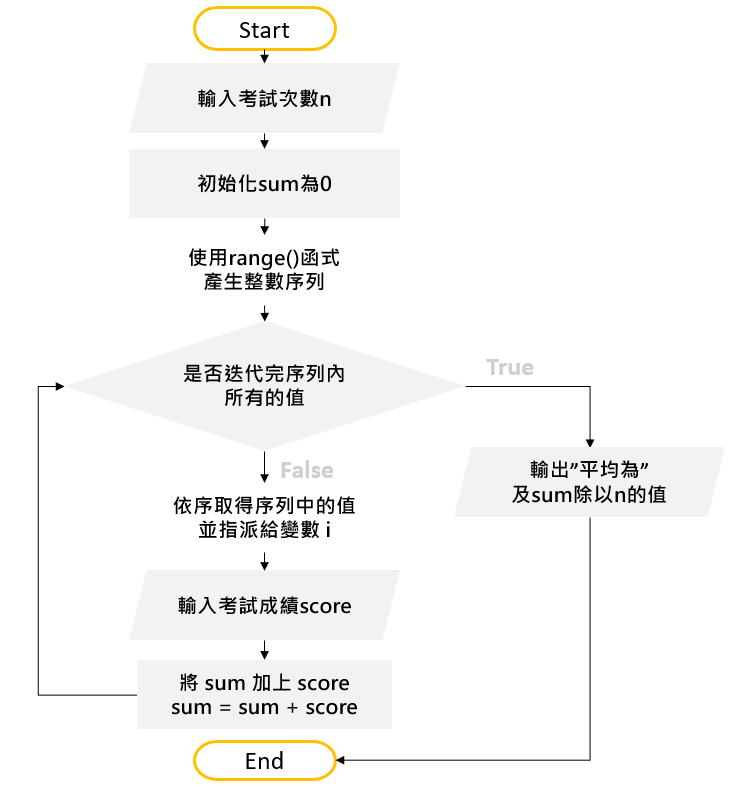 Start
輸入考試次數n
初始化sum為0
使用range()函式
產生整數序列
是否迭代完序列內
所有的值
True
False
輸出”平均為”
及sum除以n的值
依序取得序列中的值
並指派給變數 i
輸入考試成績score
將 sum 加上 score
sum = sum + score
End